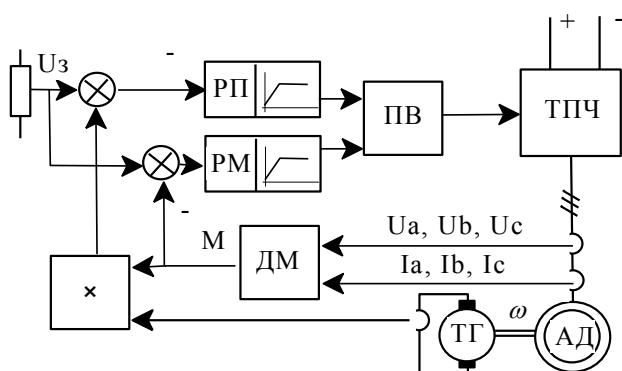 + -
Uз
-
РП
ПВ
ТПЧ
РМ
-
М
ДМ
Ua, Ub, Uc
Ia, Ib, Ic
×
ТГ
ω
АД